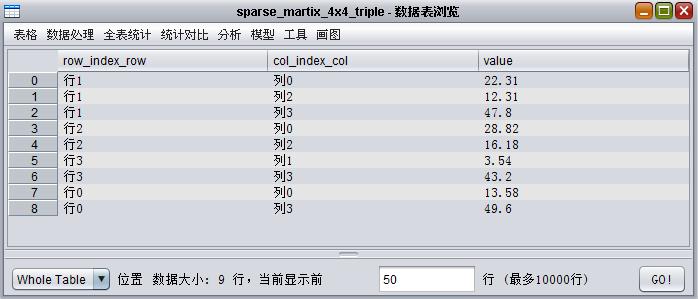 sparse_martix_4x4_triple - 数据表浏览
表格 数据处理 全表统计 统计对比 分析 模型 工具 画图
row_index_row col_index_col value
0 行1 列0 22.31
1 行1 列2 12.31
2 行1 列3 47.8
3 行2 列0 28.82
4 行2 列2 16.18
5 行3 列1 3.54
6 行3 列3 43.2
7 行0 列0 13.58
8 行0 列3 49.6
Whole Table 位置 数据大小: 9 行，当前显示前 50 行 (最多10000行) GO!